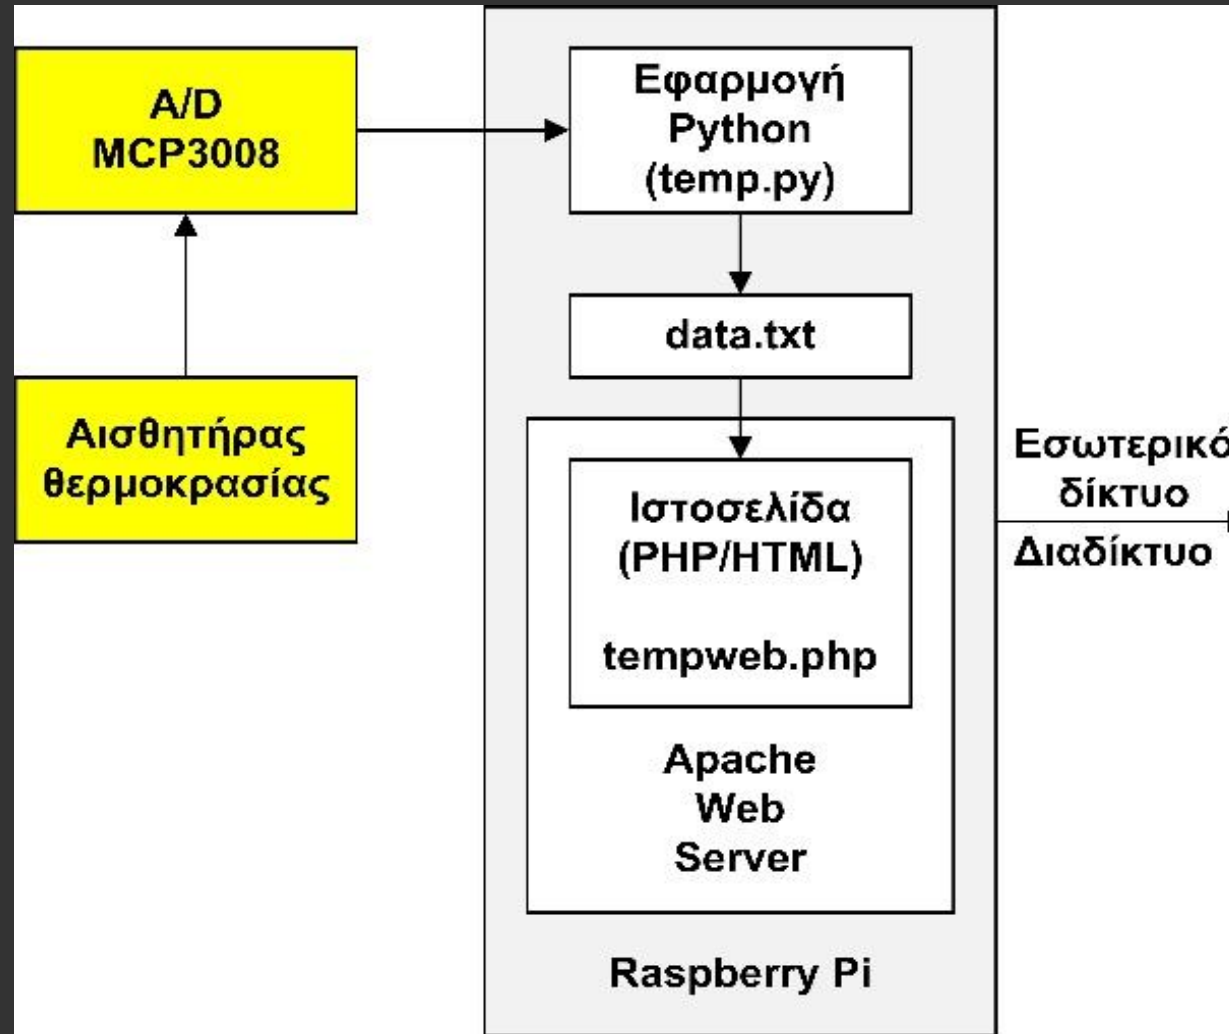 A/D
MCP3008
Αισθητήρας
θερμοκρασίας
Εφαρμογή
Python
(temp.py)
data.txt
Ιστοσελίδα
(PHP/HTML)
tempweb.php
Apache
Web
Server
Raspberry Pi
Εσωτερικό
δίκτυο
Διαδίκτυο